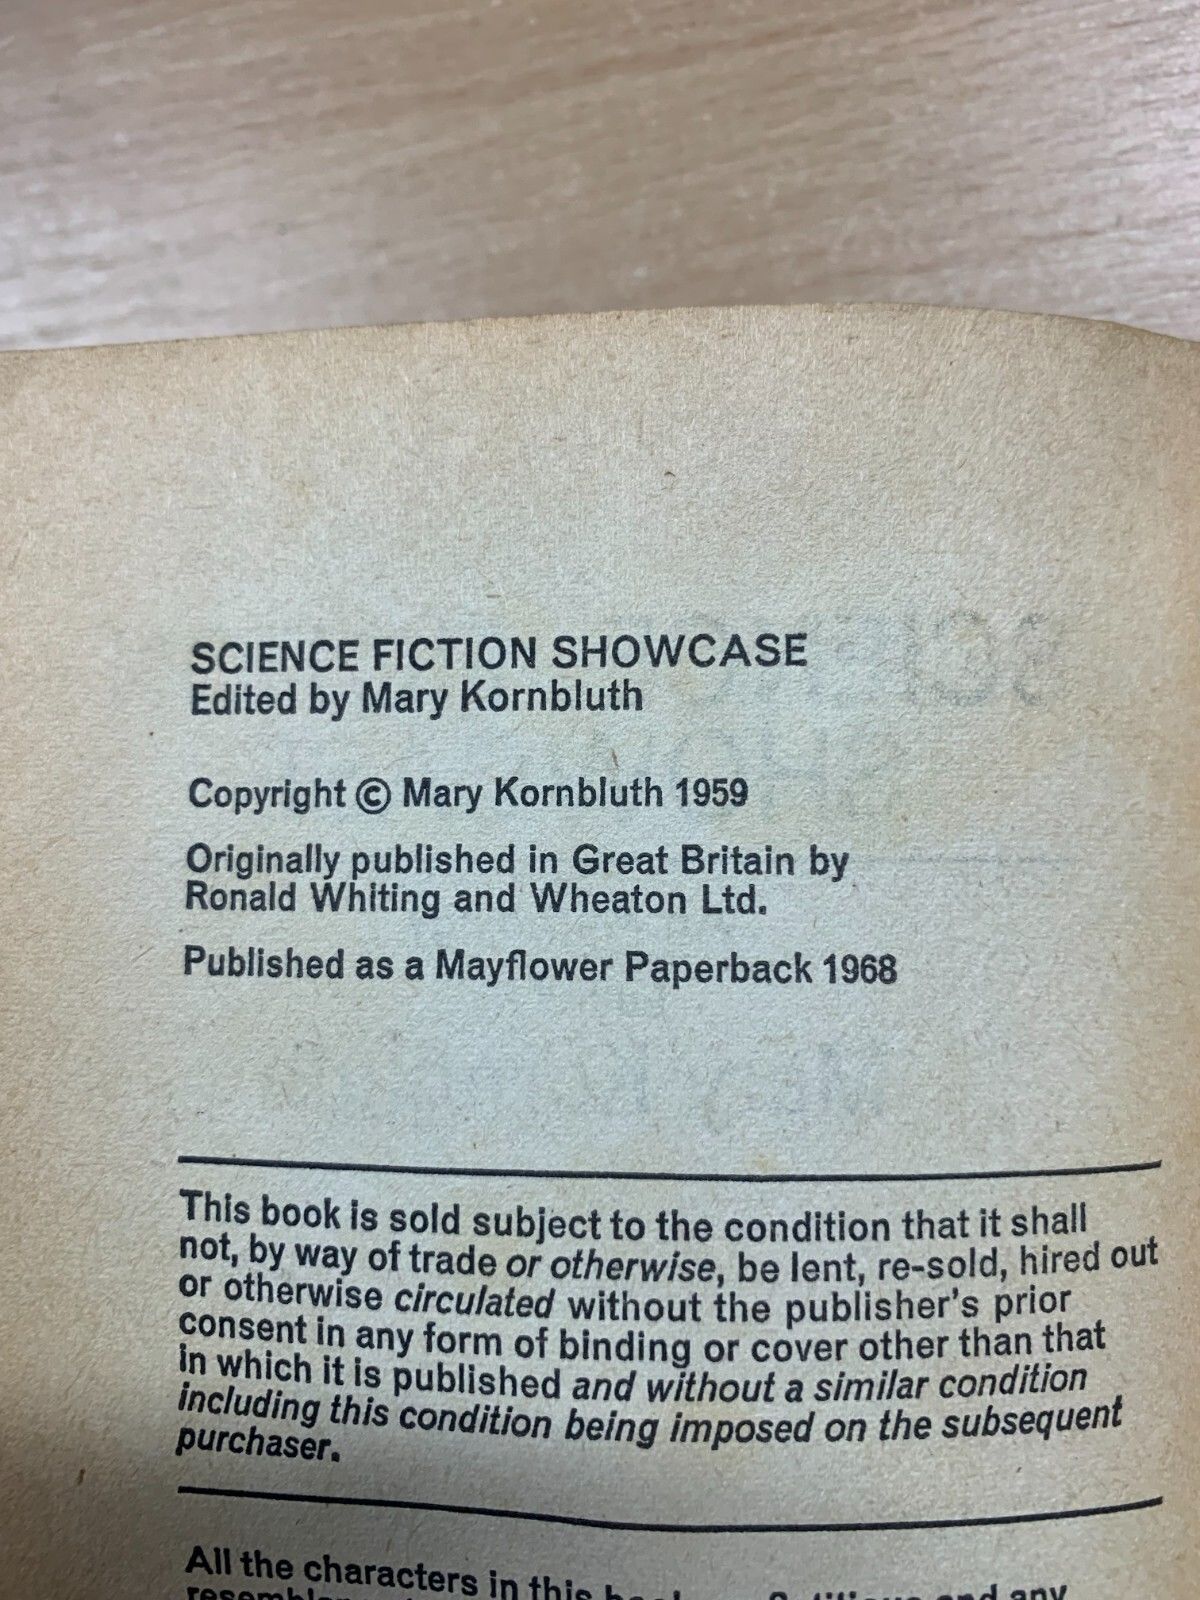 SCIENCE FICTION SHOWCASE
Edited by Mary Kornbluth
Copyright © Mary Kornbluth 1959
Originally published in Great Britain by
Ronald Whiting and Wheaton Ltd.
Published as a Mayflower Paperback 1968
This book is sold subject to the condition that it shall
not, by way of trade or otherwise, be lent, re-sold, hired out
or otherwise circulated without the publisher's prior
consent in any form of binding or cover other than that
in which it is published and without a similar condition
including this condition being imposed on the subsequent
purchaser.
All the characters in this and any